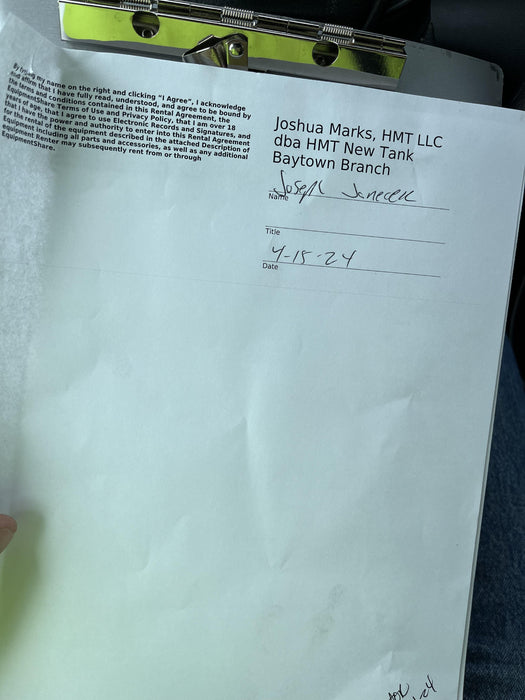 By typing my name on the right and clicking "I Agree", I acknowledge
and affirm that I have fully read, understood, and agree to be bound by
the terms and conditions contained in this Rental Agreement, the
EquipmentShare Terms of Use and Privacy Policy, that I am over 18
years of age, that I agree to use Electronic Records and Signatures, and
that I have the power and authority to enter into this Rental Agreement
for the rental of the equipment described in the attached Description of
equipment including all parts and accessories, as well as any additional
equipment Renter may subsequently rent from or through
EquipmentShare.
Joshua Marks, HMT LLC
dba HMT New Tank
Baytown Branch
Joseph Janecek
Name
Title
4-15-24
Date